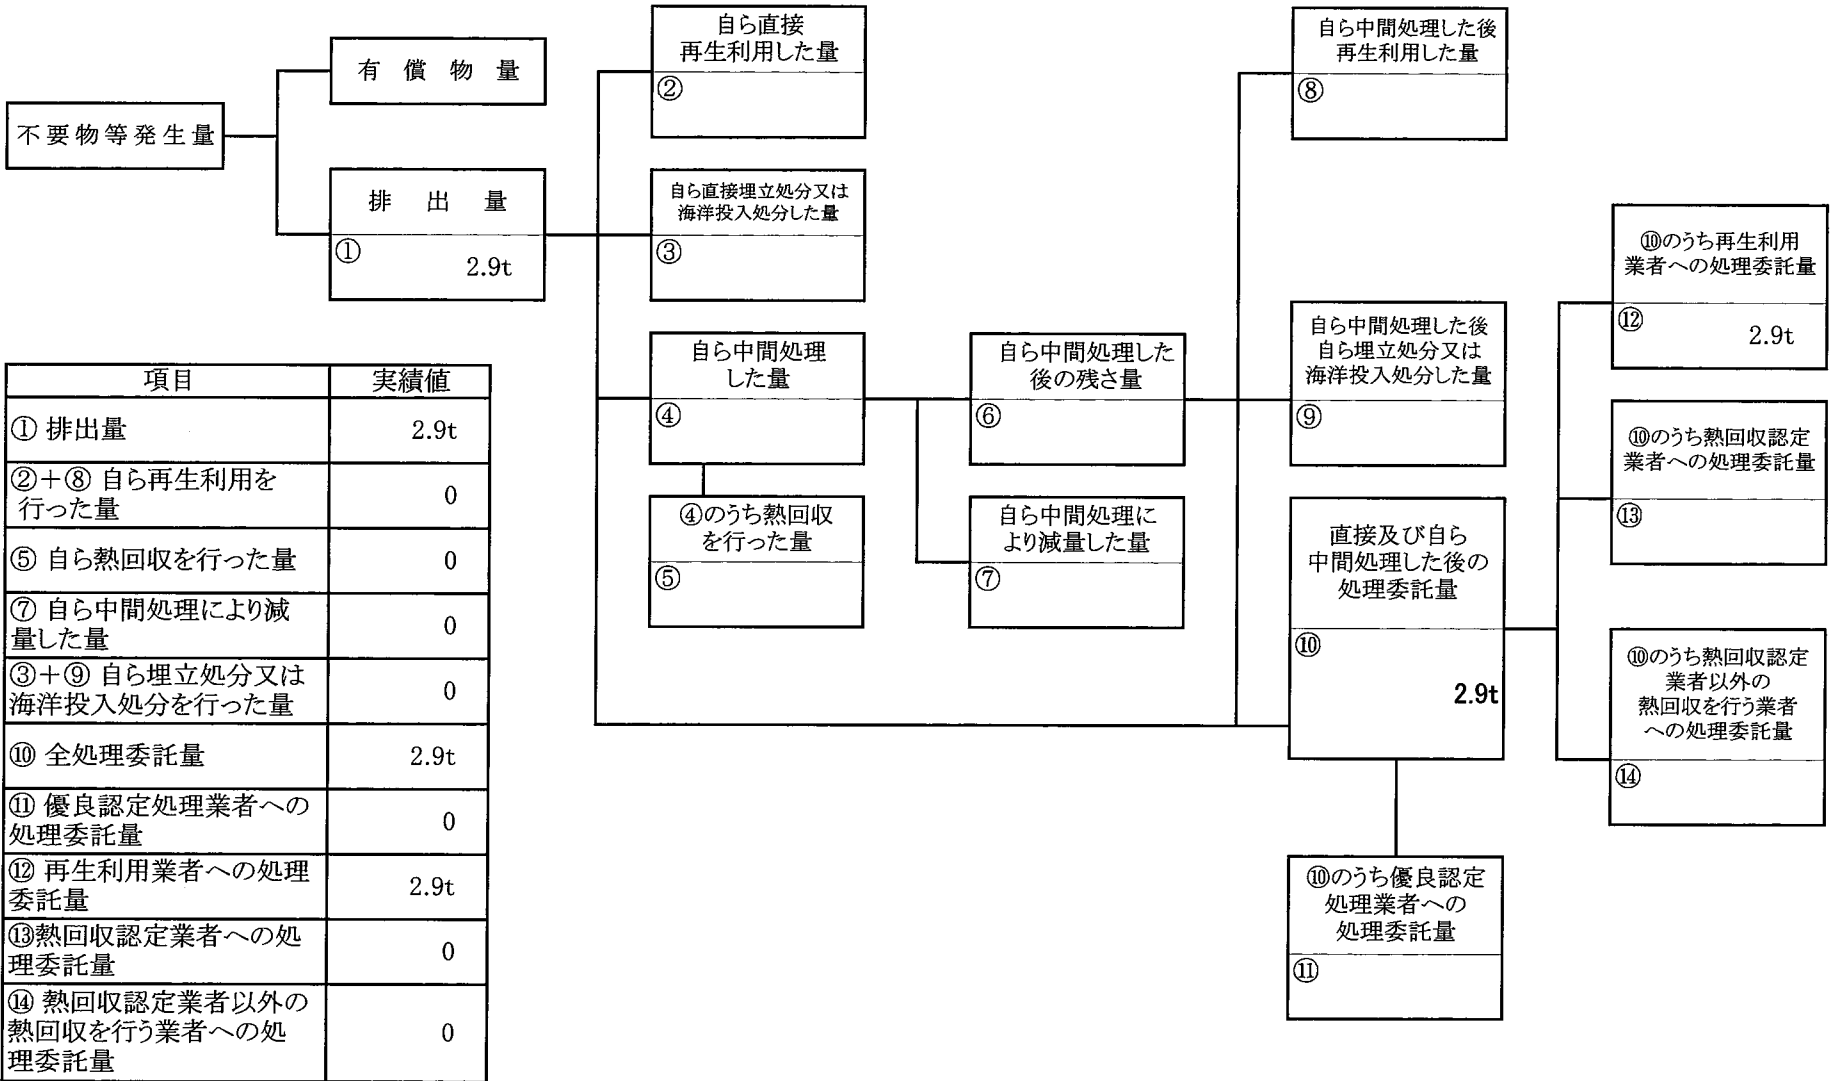 不要物等発生量
有償物量
排出量
①
2.9t
自ら直接
再生利用した量
②
自ら直接埋立処分又は
海洋投入処分した量
③
自ら中間処理
した量
④
④のうち熱回収
を行った量
⑤
自ら中間処理した
後の残さ量
⑥
自ら中間処理に
より減量した量
⑦
自ら中間処理した後
再生利用した量
⑧
自ら中間処理した後
自ら埋立処分又は
海洋投入処分した量
⑨
直接及び自ら
中間処理した後の
処理委託量
⑩
2.9t
⑩のうち優良認定
処理業者への
処理委託量
⑪
⑩のうち再生利用
業者への処理委託量
⑫
2.9t
⑩のうち熱回収認定
業者への処理委託量
⑬
⑩のうち熱回収認定
業者以外の
熱回収を行う業者
への処理委託量
⑭
項目 実績値
① 排出量 2.9t
②+⑧ 自ら再生利用を
行った量 0
⑤ 自ら熱回収を行った量 0
⑦ 自ら中間処理により減
量した量 0
③+⑨ 自ら埋立処分又は
海洋投入処分を行った量 0
⑩ 全処理委託量 2.9t
⑪ 優良認定処理業者への
処理委託量 0
⑫ 再生利用業者への処理
委託量 2.9t
⑬熱回収認定業者への処
理委託量 0
⑭ 熱回収認定業者以外の
熱回収を行う業者への処
理委託量 0